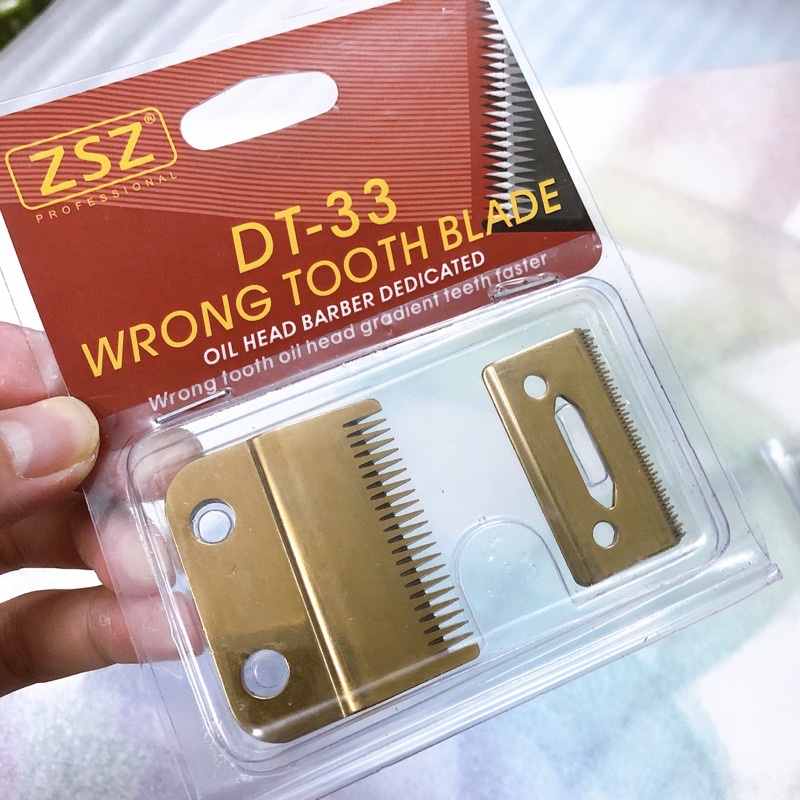 ZSZ®
PROFESSIONAL
DT-33
WRONG TOOTH BLADE
OIL HEAD BARBER DEDICATED
Wrong tooth oil head gradient teeth faster